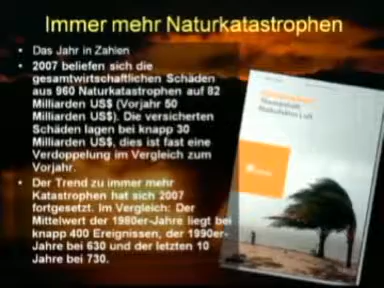 Immer mehr Naturkatastrophen
• Das Jahr in Zahlen
• 2007 beliefen sich die
gesamtwirtschaftlichen Schäden
aus 960 Naturkatastrophen auf 82
Milliarden US$ (Vorjahr 50
Milliarden US$). Die versicherten
Schäden lagen bei knapp 30
Milliarden US$, dies ist fast eine
Verdoppelung im Vergleich zum
Vorjahr.
• Der Trend zu immer mehr
Katastrophen hat sich 2007
fortgesetzt. Im Vergleich: Der
Mittelwert der 1980er-Jahre liegt bei
knapp 400 Ereignissen, der 1990er-
Jahre bei 630 und der letzten 10
Jahre bei 730.